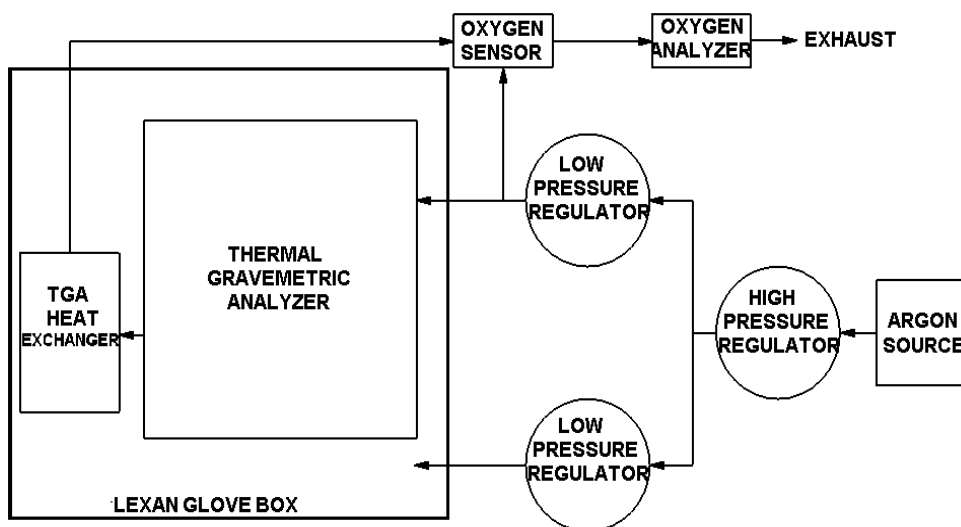 OXYGEN
SENSOR
OXYGEN
ANALYZER
EXHAUST
LOW
PRESSURE
REGULATOR
THERMAL
GRAVEMETRIC
ANALYZER
TGA
HEAT
EXCHANGER
HIGH
PRESSURE
REGULATOR
ARGON
SOURCE
LOW
PRESSURE
REGULATOR
LEXAN GLOVE BOX